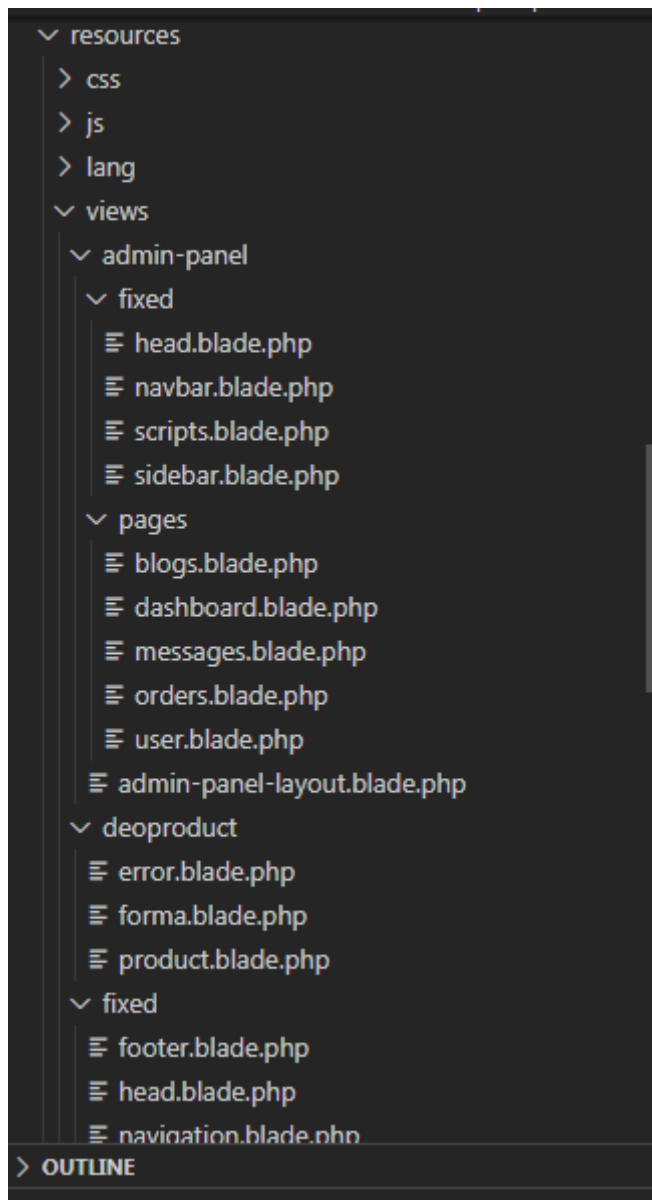 resources
css
js
lang
views
admin-panel
fixed
head.blade.php
navbar.blade.php
scripts.blade.php
sidebar.blade.php
pages
blogs.blade.php
dashboard.blade.php
messages.blade.php
orders.blade.php
user.blade.php
admin-panel-layout.blade.php
deoproduct
error.blade.php
forma.blade.php
product.blade.php
fixed
footer.blade.php
head.blade.php
navigation.blade.php
OUTLINE